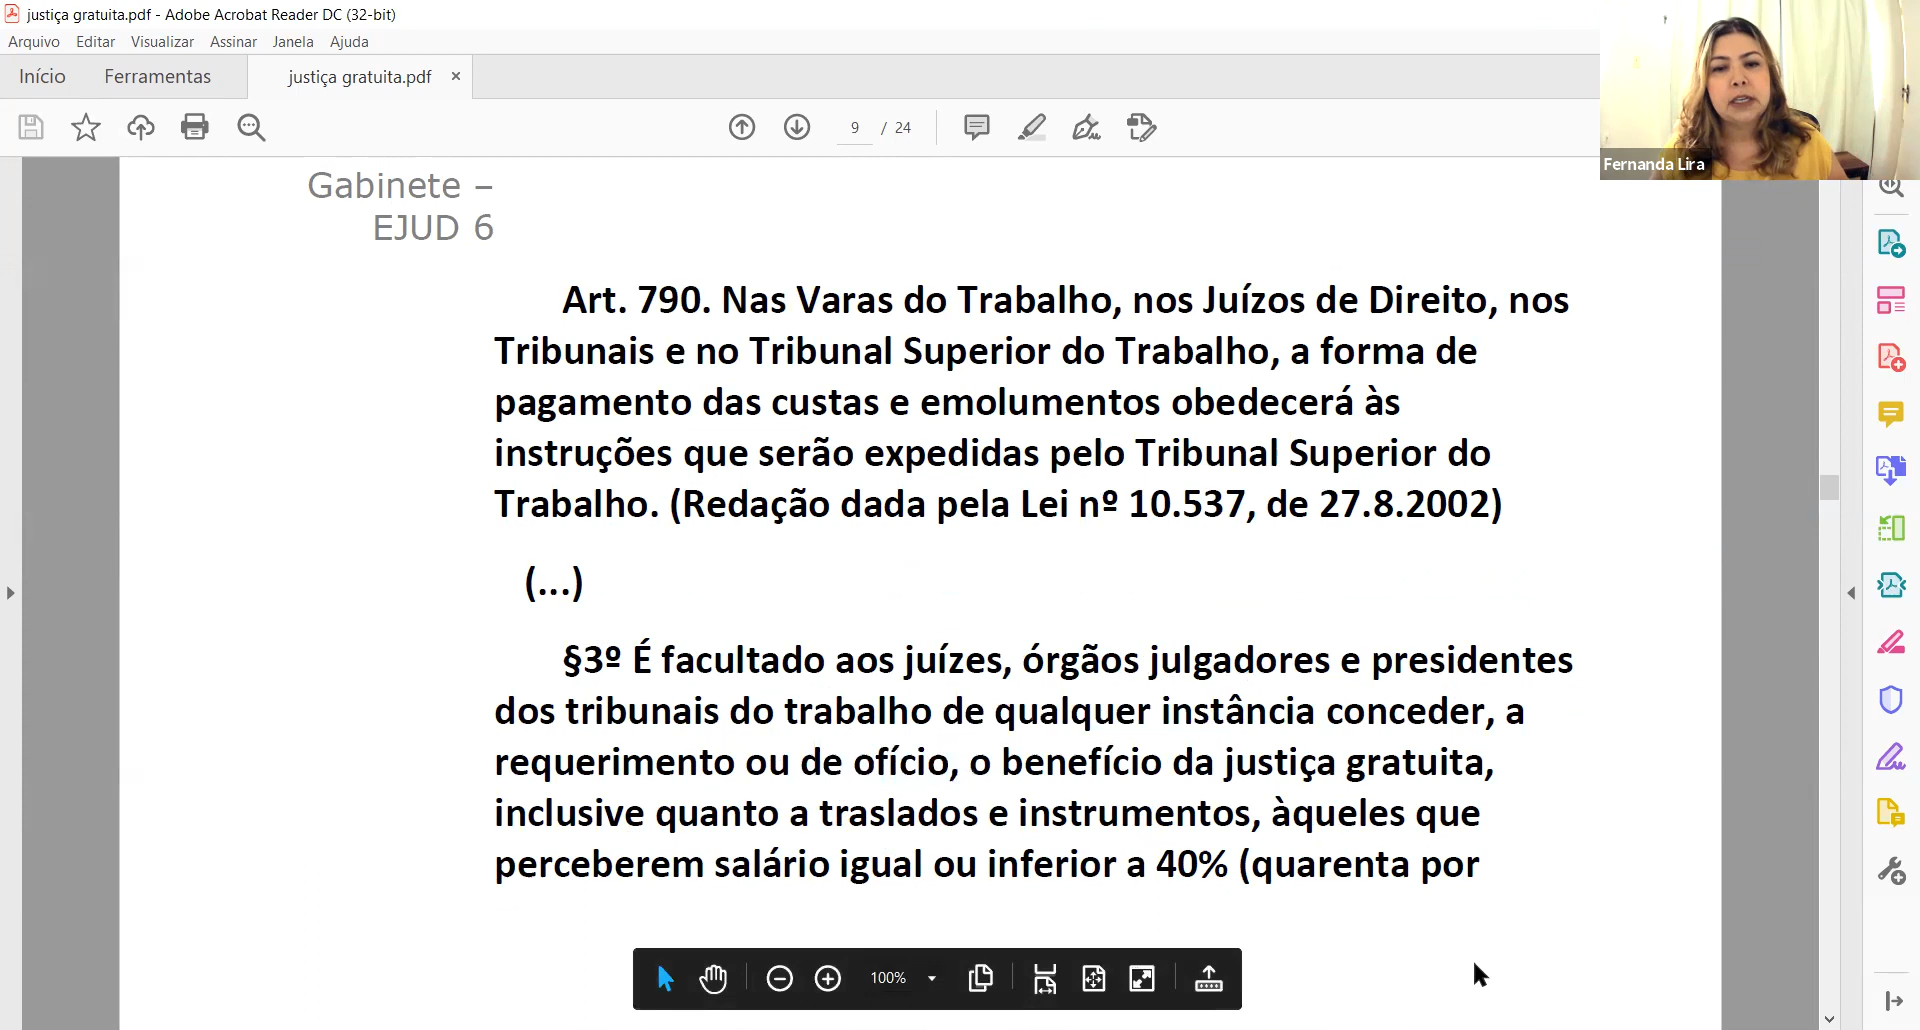 justiça gratuita.pdf - Adobe Acrobat Reader DC (32-bit)
Arquivo Editar Visualizar Assinar Janela Ajuda
Início Ferramentas justiça gratuita.pdf ×
9 / 24
Fernanda Lira
Gabinete –
EJUD 6
Art. 790. Nas Varas do Trabalho, nos Juízos de Direito, nos
Tribunais e no Tribunal Superior do Trabalho, a forma de
pagamento das custas e emolumentos obedecerá às
instruções que serão expedidas pelo Tribunal Superior do
Trabalho. (Redação dada pela Lei nº 10.537, de 27.8.2002)
(...)
§3º É facultado aos juízes, órgãos julgadores e presidentes
dos tribunais do trabalho de qualquer instância conceder, a
requerimento ou de ofício, o benefício da justiça gratuita,
inclusive quanto a traslados e instrumentos, àqueles que
perceberem salário igual ou inferior a 40% (quarenta por
100%